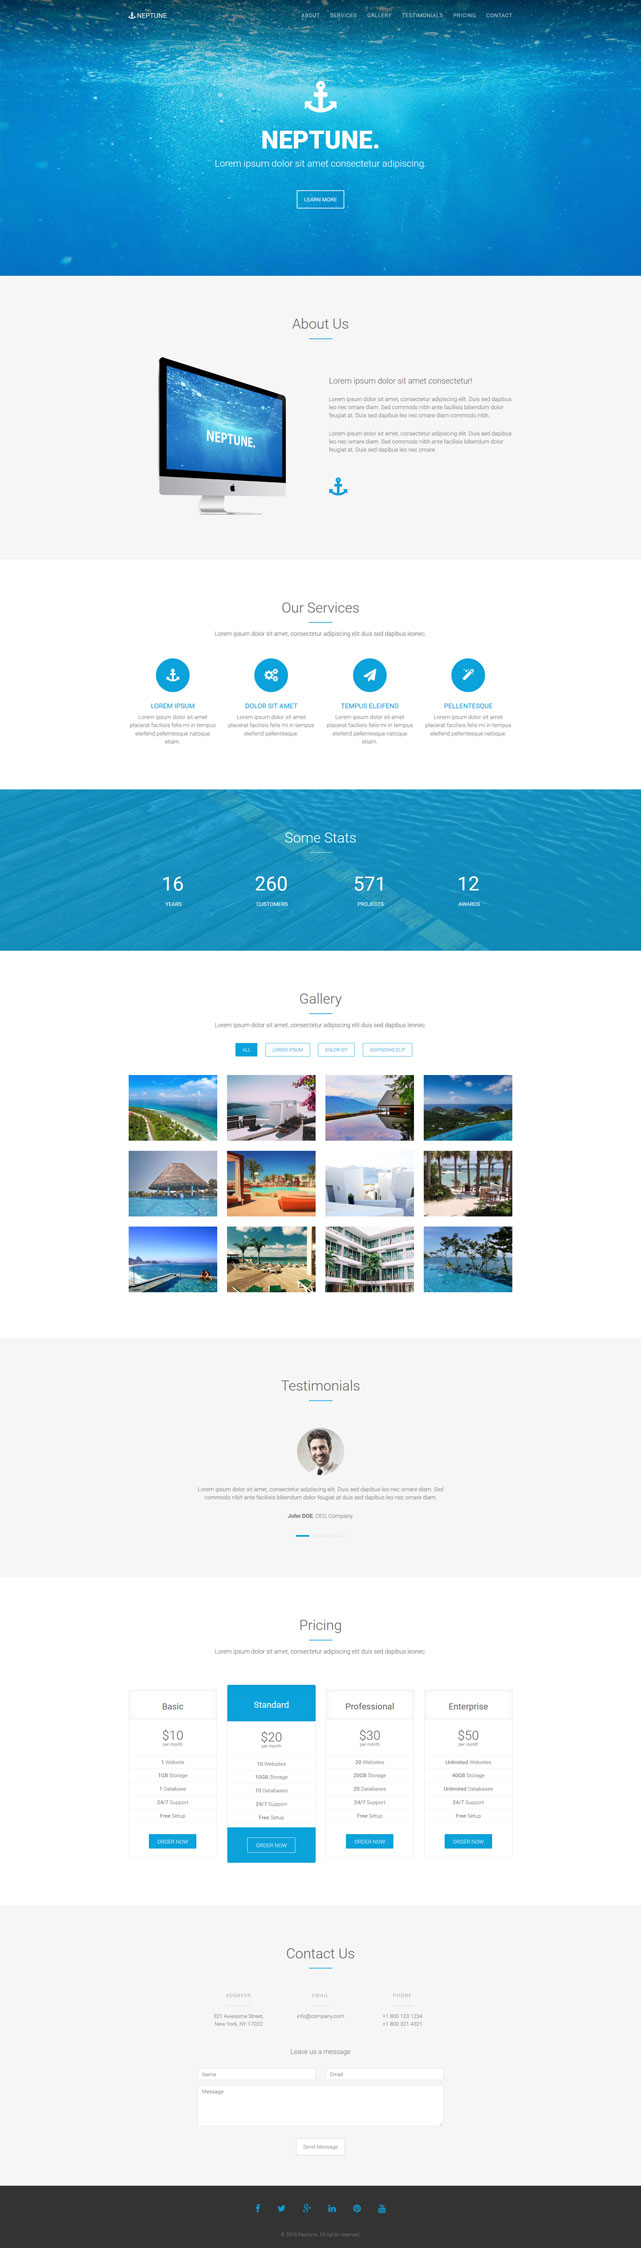 NEPTUNE
ABOUT SERVICES GALLERY TESTIMONIALS PRICING CONTACT
NEPTUNE.
Lorem ipsum dolor sit amet consectetur adipiscing.
LEARN MORE
About Us
NEPTUNE.
Lorem ipsum dolor sit amet consectetur!
Lorem ipsum dolor sit amet, consectetur adipiscing elit. Duis sed dapibus
leo nec ornare diam. Sed commodo nibh ante facilisis bibendum dolor
feugiat at. Duis sed dapibus leo nec ornare diam commodo nibh.
Lorem ipsum dolor sit amet, consectetur adipiscing elit. Duis sed dapibus
leo nec ornare diam. Sed commodo nibh ante facilisis bibendum dolor
feugiat at. Duis sed dapibus leo nec ornare.
Our Services
Lorem ipsum dolor sit amet, consectetur adipiscing elit duis sed dapibus leonec.
LOREM IPSUM
Lorem ipsum dolor sit amet
placerat facilisis felis mi in tempus
eleifend pellentesque natoque
etiam.
DOLOR SIT AMET
Lorem ipsum dolor sit amet
placerat facilisis felis mi in tempus
eleifend pellentesque.
TEMPUS ELEIFEND
Lorem ipsum dolor sit amet
placerat facilisis felis mi in tempus
eleifend pellentesque natoque
etiam.
PELLENTESQUE
Lorem ipsum dolor sit amet
placerat facilisis felis mi in tempus
eleifend pellentesque.
Some Stats
16 260 571 12
YEARS CUSTOMERS PROJECTS AWARDS
Gallery
Lorem ipsum dolor sit amet, consectetur adipiscing elit duis sed dapibus leonec.
ALL LOREM IPSUM DOLOR SIT ADIPISCING ELIT
Testimonials
Lorem ipsum dolor sit amet, consectetur adipiscing elit. Duis sed dapibus leo nec ornare diam. Sed
commodo nibh ante facilisis bibendum dolor feugiat at duis sed dapibus leo nec ornare diam.
John DOE, CEO, Company.
Pricing
Lorem ipsum dolor sit amet, consectetur adipiscing elit duis sed dapibus leonec.
Basic
$10
per month
1 Website
1GB Storage
1 Database
24/7 Support
Free Setup
ORDER NOW
Standard
$20
per month
10 Websites
10GB Storage
10 Databases
24/7 Support
Free Setup
ORDER NOW
Professional
$30
per month
20 Websites
20GB Storage
20 Databases
24/7 Support
Free Setup
ORDER NOW
Enterprise
$50
per month
Unlimited Websites
40GB Storage
Unlimited Databases
24/7 Support
Free Setup
ORDER NOW
Contact Us
ADDRESS
321 Awesome Street,
New York, NY 17022
EMAIL
info@company.com
PHONE
+1 800 123 1234
+1 800 321 4321
Leave us a message
Name
Email
Message
Send Message
© 2016 Neptune. All rights reserved.